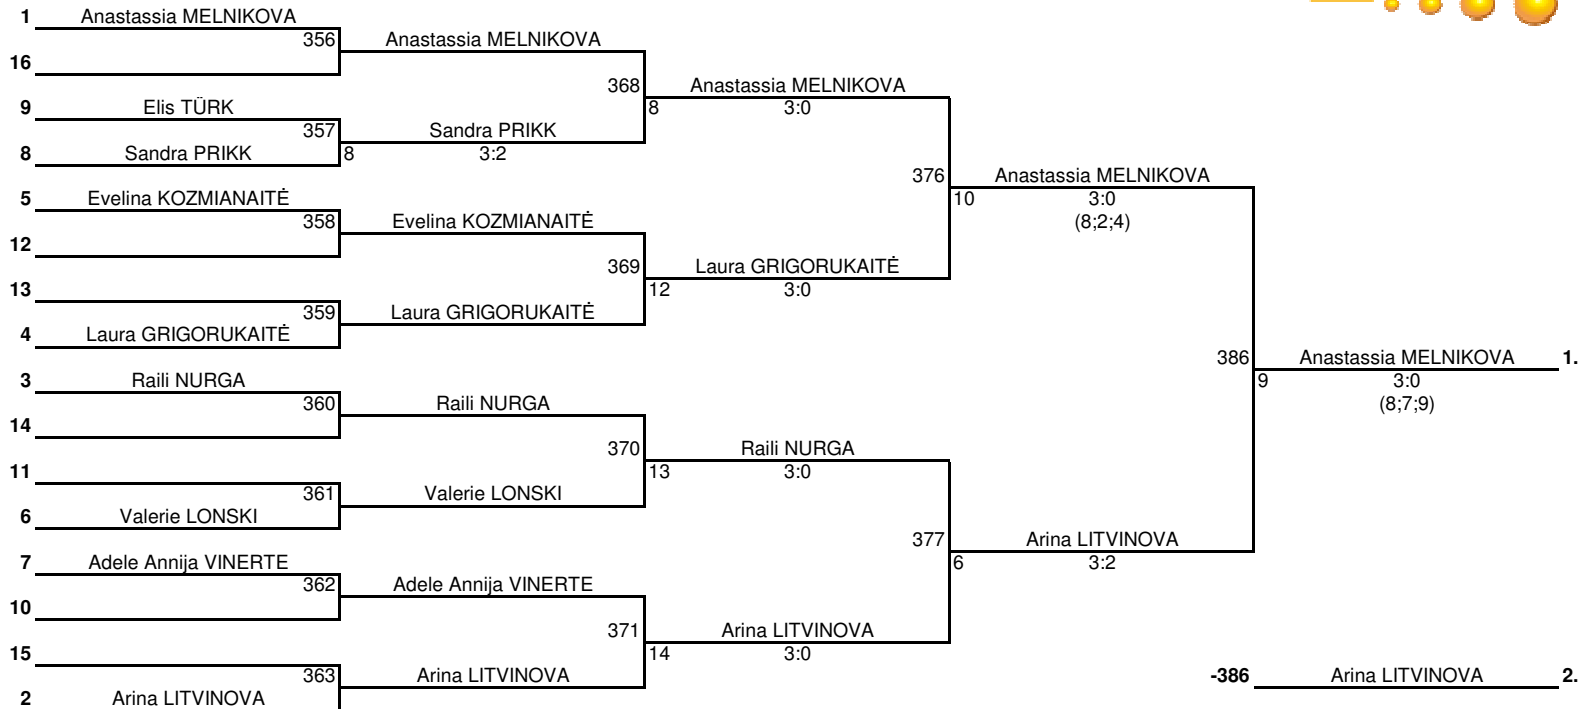 1 Anastassia MELNIKOVA
356 Anastassia MELNIKOVA
16
368 Anastassia MELNIKOVA
9 Elis TÜRK
8 3:0
357 Sandra PRIKK
8 Sandra PRIKK
8 3:2
376 Anastassia MELNIKOVA
5 Evelina KOZMIANAITĖ
10 3:0
358 Evelina KOZMIANAITĖ
(8;2;4)
12
369 Laura GRIGORUKAITĖ
13
12 3:0
359 Laura GRIGORUKAITĖ
4 Laura GRIGORUKAITĖ
386 Anastassia MELNIKOVA 1.
3 Raili NURGA
9 3:0
360 Raili NURGA
(8;7;9)
14
370 Raili NURGA
11
13 3:0
361 Valerie LONSKI
6 Valerie LONSKI
377 Arina LITVINOVA
7 Adele Annija VINERTE
6 3:2
362 Adele Annija VINERTE
10
371 Arina LITVINOVA
15
14 3:0
363 Arina LITVINOVA
-386 Arina LITVINOVA 2.
2 Arina LITVINOVA